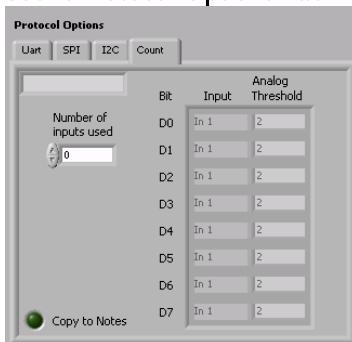 Protocol Options
Uart SPI I2C Count
Analog
Bit Input Threshold
Number of
inputs used
0
D0 In 1 2
D1 In 1 2
D2 In 1 2
D3 In 1 2
D4 In 1 2
D5 In 1 2
D6 In 1 2
D7 In 1 2
Copy to Notes